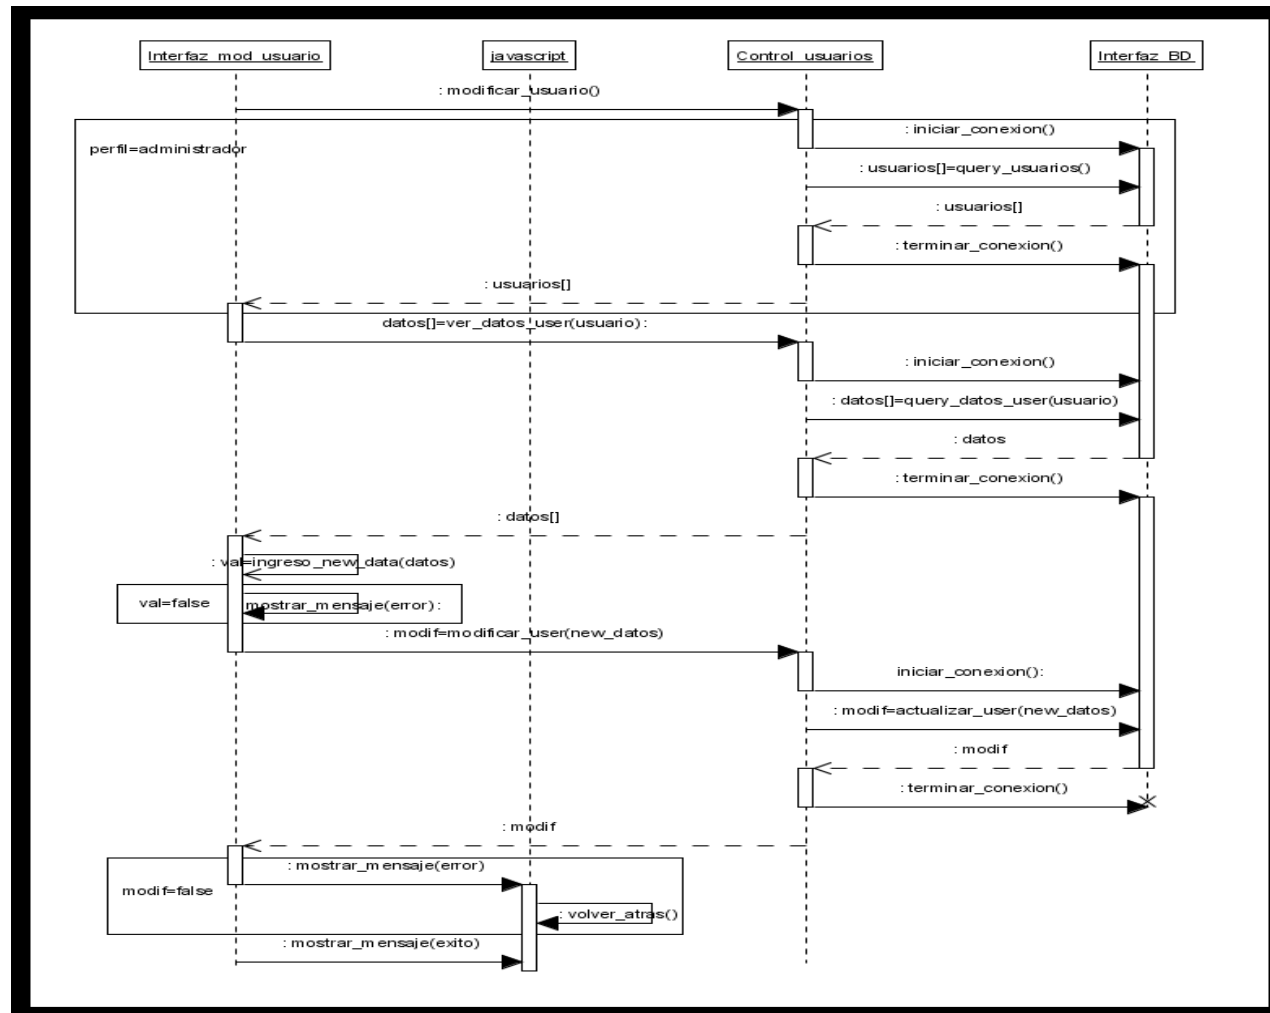 Interfaz_mod_usuario
javascript
Control_usuarios
Interfaz_BD
: modificar_usuario()
: iniciar_conexion()
perfil=administrador
: usuarios[]=query_usuarios()
: usuarios[]
: terminar_conexion()
: usuarios[]
datos[]=ver_datos_user(usuario):
: iniciar_conexion()
: datos[]=query_datos_user(usuario)
: datos
: terminar_conexion()
: datos[]
: val=ingreso_new_data(datos)
val=false
mostrar_mensaje(error):
: modif=modificar_user(new_datos)
iniciar_conexion():
: modif=actualizar_user(new_datos)
: modif
: terminar_conexion()
: modif
: mostrar_mensaje(error)
modif=false
: volver_atras()
: mostrar_mensaje(exito)